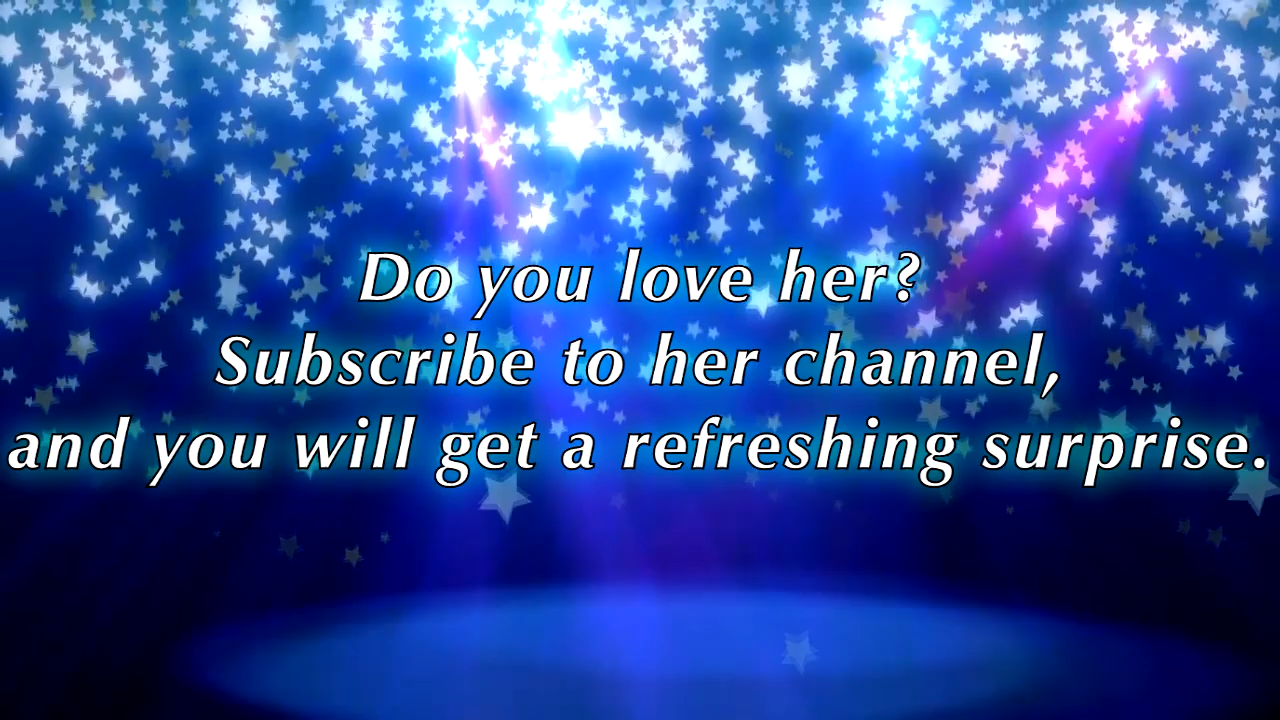 Do you love her?
Subscribe to her channel,
and you will get a refreshing surprise.